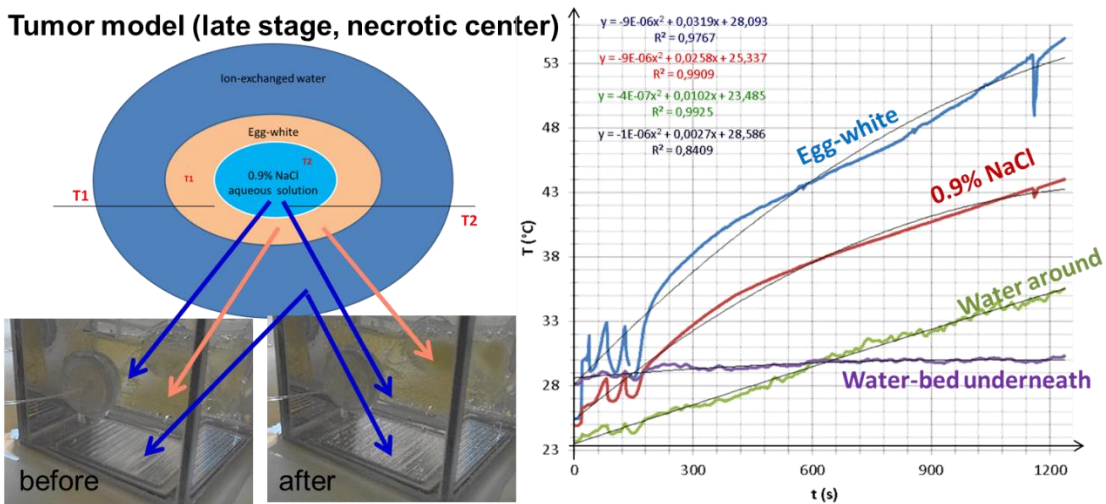 Tumor model (late stage, necrotic center)
Ion-exchanged water
Egg-white
T2
T1
0.9% NaCl
aqueous solution
T1
T2
before
after
y = -9E-06x² + 0,0319x + 28,093
R² = 0,9767
y = -9E-06x² + 0,0258x + 25,337
R² = 0,9909
y = -4E-07x² + 0,0102x + 23,485
R² = 0,9925
y = -1E-06x² + 0,0027x + 28,586
R² = 0,8409
Egg-white
0.9% NaCl
Water around
Water-bed underneath
T (°C)
53
48
43
38
33
28
23
0
300
600
900
1200
t (s)